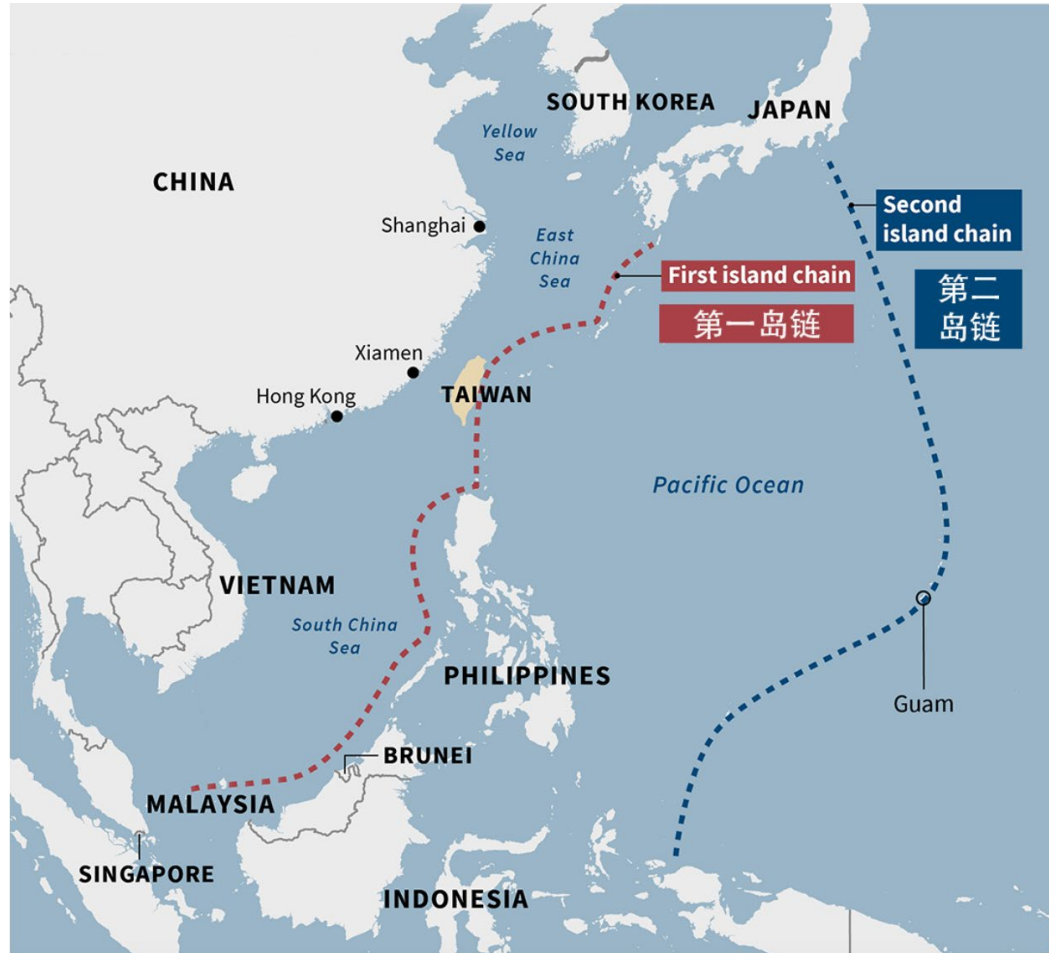 SOUTH KOREA
JAPAN
Yellow
Sea
CHINA
Second
island chain
Shanghai
East
China
Sea
First island chain
第二
岛链
第一岛链
Xiamen
Hong Kong
TAIWAN
Pacific Ocean
VIETNAM
South China
Sea
PHILIPPINES
Guam
BRUNEI
MALAYSIA
SINGAPORE
INDONESIA